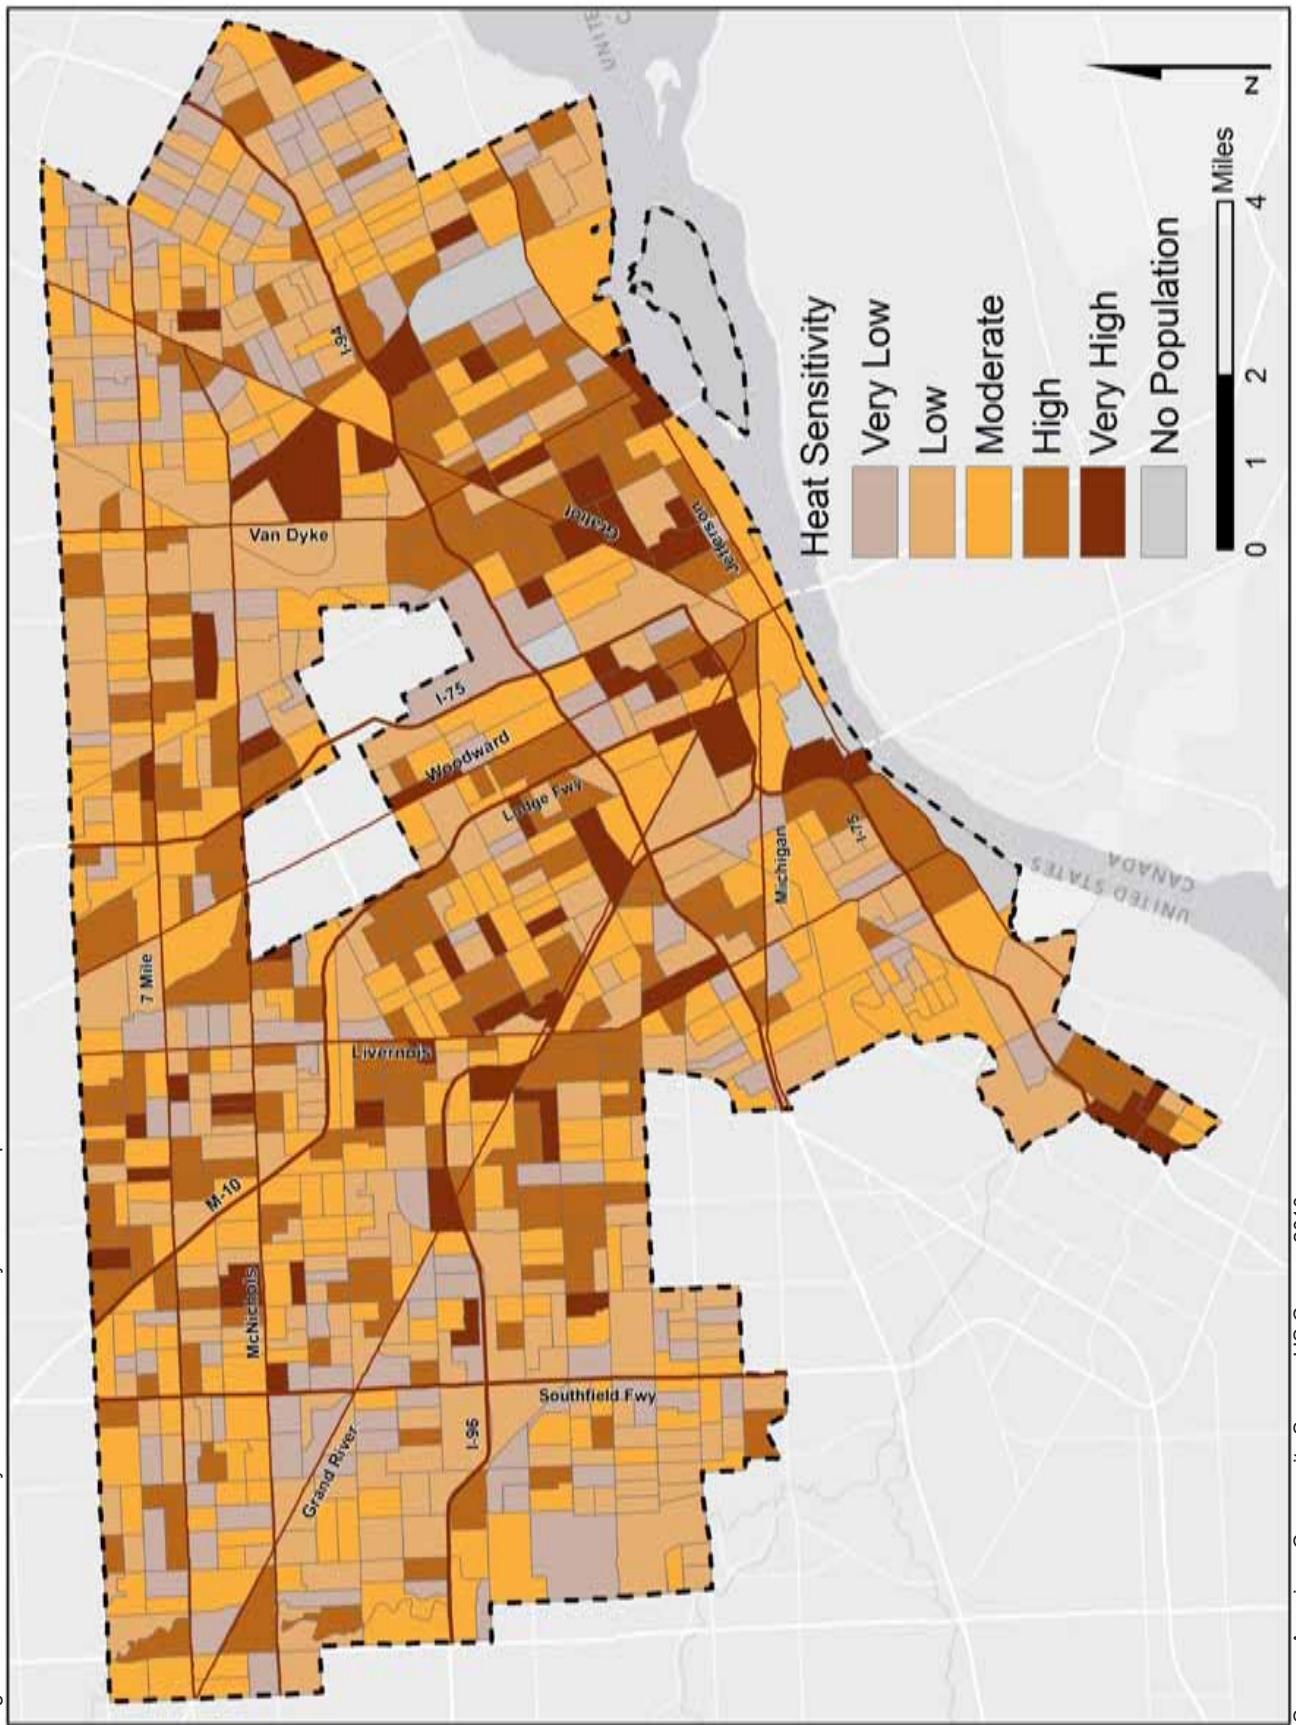 UNITE
C
I-94
Van Dyke
Gratiot
Jefferson
I-75
Woodward
Lodge Fwy
7 Mile
Michigan
I-75
Livernois
M-10
McNichols
Grand River
I-96
Southfield Fwy
CANADA
UNITED STATES
N
Heat Sensitivity
Very Low
Low
Moderate
High
Very High
No Population
0 1 2 4 Miles